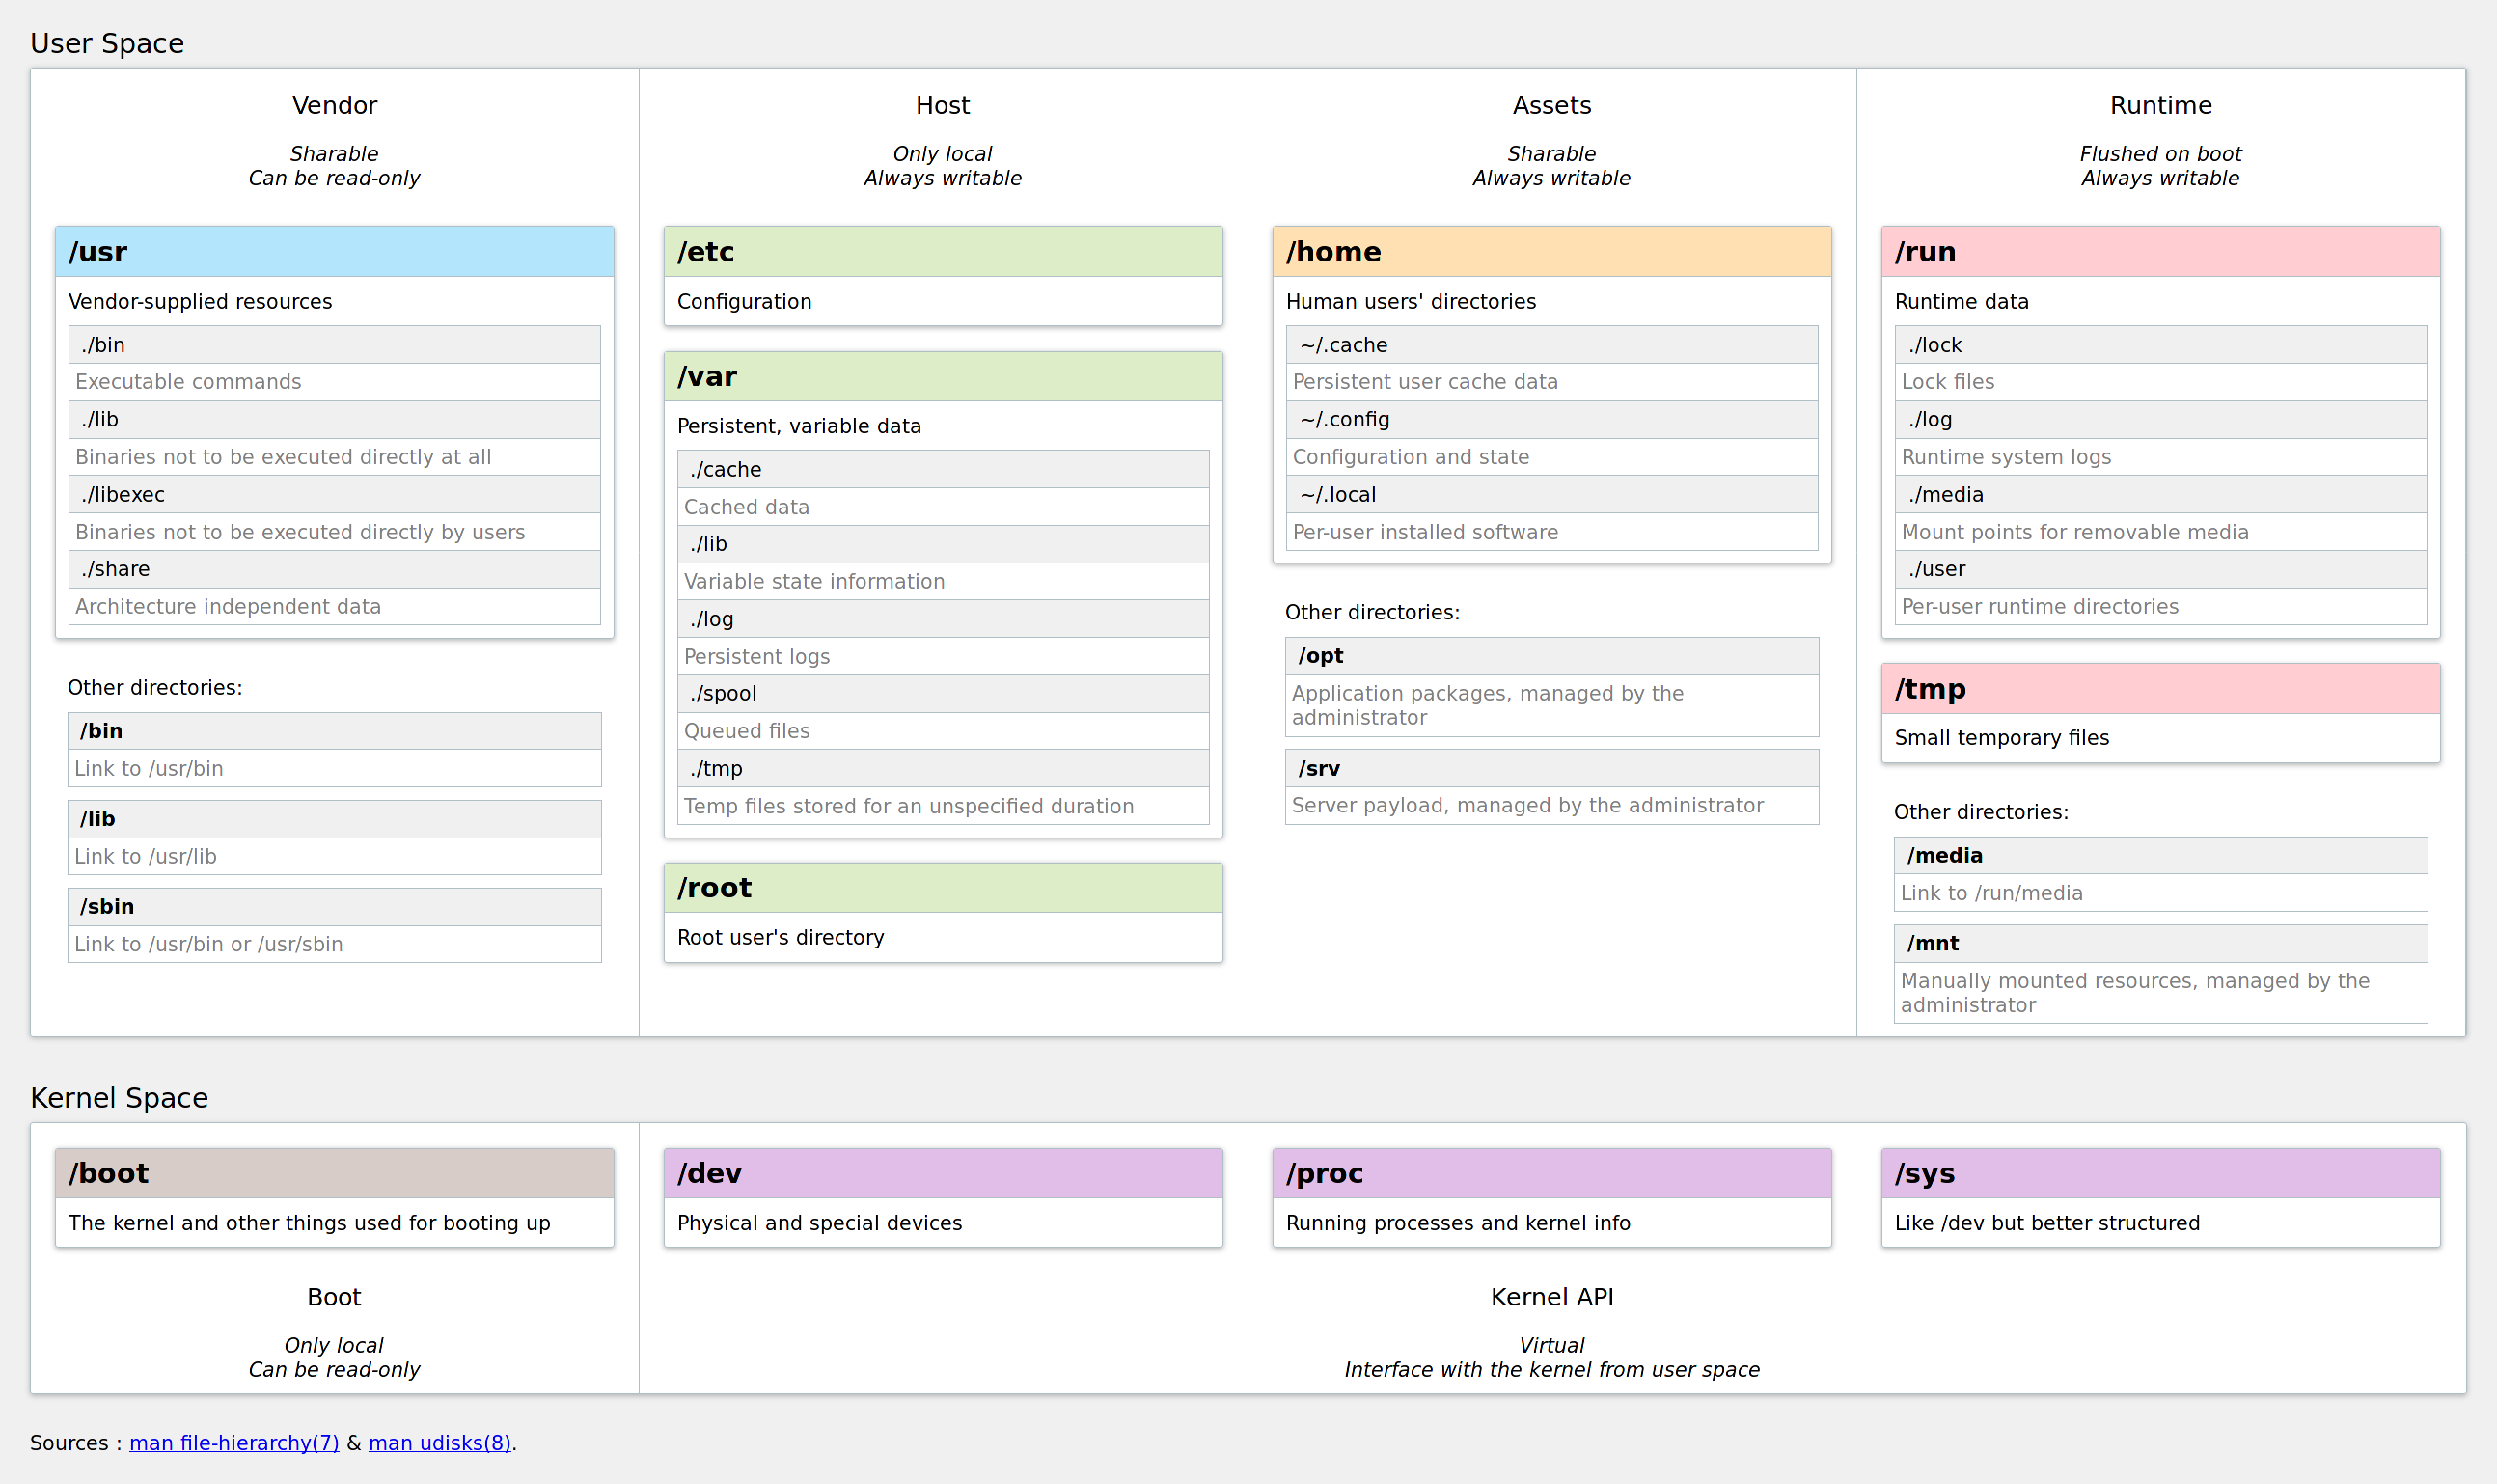 User Space
Vendor
Sharable
Can be read-only
/usr
Vendor-supplied resources
./bin
Executable commands
./lib
Binaries not to be executed directly at all
./libexec
Binaries not to be executed directly by users
./share
Architecture independent data
Other directories:
/bin
Link to /usr/bin
/lib
Link to /usr/lib
/sbin
Link to /usr/bin or /usr/sbin
Host
Only local
Always writable
/etc
Configuration
/var
Persistent, variable data
./cache
Cached data
./lib
Variable state information
./log
Persistent logs
./spool
Queued files
./tmp
Temp files stored for an unspecified duration
/root
Root user's directory
Assets
Sharable
Always writable
/home
Human users' directories
~/.cache
Persistent user cache data
~/.config
Configuration and state
~/.local
Per-user installed software
Other directories:
/opt
Application packages, managed by the
administrator
/srv
Server payload, managed by the administrator
Runtime
Flushed on boot
Always writable
/run
Runtime data
./lock
Lock files
./log
Runtime system logs
./media
Mount points for removable media
./user
Per-user runtime directories
/tmp
Small temporary files
Other directories:
/media
Link to /run/media
/mnt
Manually mounted resources, managed by the
administrator
Kernel Space
/boot
The kernel and other things used for booting up
Boot
Only local
Can be read-only
/dev
Physical and special devices
/proc
Running processes and kernel info
/sys
Like /dev but better structured
Kernel API
Virtual
Interface with the kernel from user space
Sources : man file-hierarchy(7) & man udisks(8).